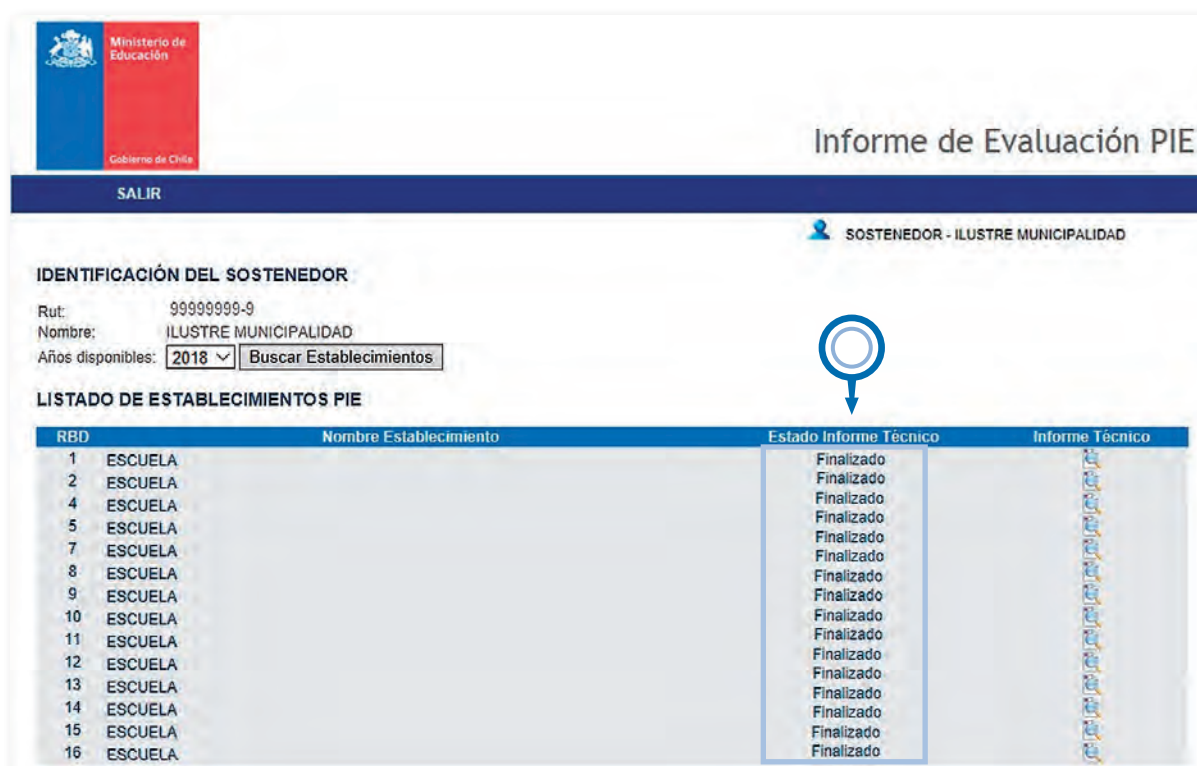 Ministerio de
Educación
Gobierno de Chile
Informe de Evaluación PIE
SALIR
SOSTENEDOR - ILUSTRE MUNICIPALIDAD
IDENTIFICACIÓN DEL SOSTENEDOR
Rut: 99999999-9
Nombre: ILUSTRE MUNICIPALIDAD
Años disponibles: 2018 Buscar Establecimientos
LISTADO DE ESTABLECIMIENTOS PIE
RBD Nombre Establecimiento Estado Informe Técnico Informe Técnico
1 ESCUELA Finalizado
2 ESCUELA Finalizado
4 ESCUELA Finalizado
5 ESCUELA Finalizado
7 ESCUELA Finalizado
8 ESCUELA Finalizado
9 ESCUELA Finalizado
10 ESCUELA Finalizado
11 ESCUELA Finalizado
12 ESCUELA Finalizado
13 ESCUELA Finalizado
14 ESCUELA Finalizado
15 ESCUELA Finalizado
16 ESCUELA Finalizado
Finalizado
Finalizado